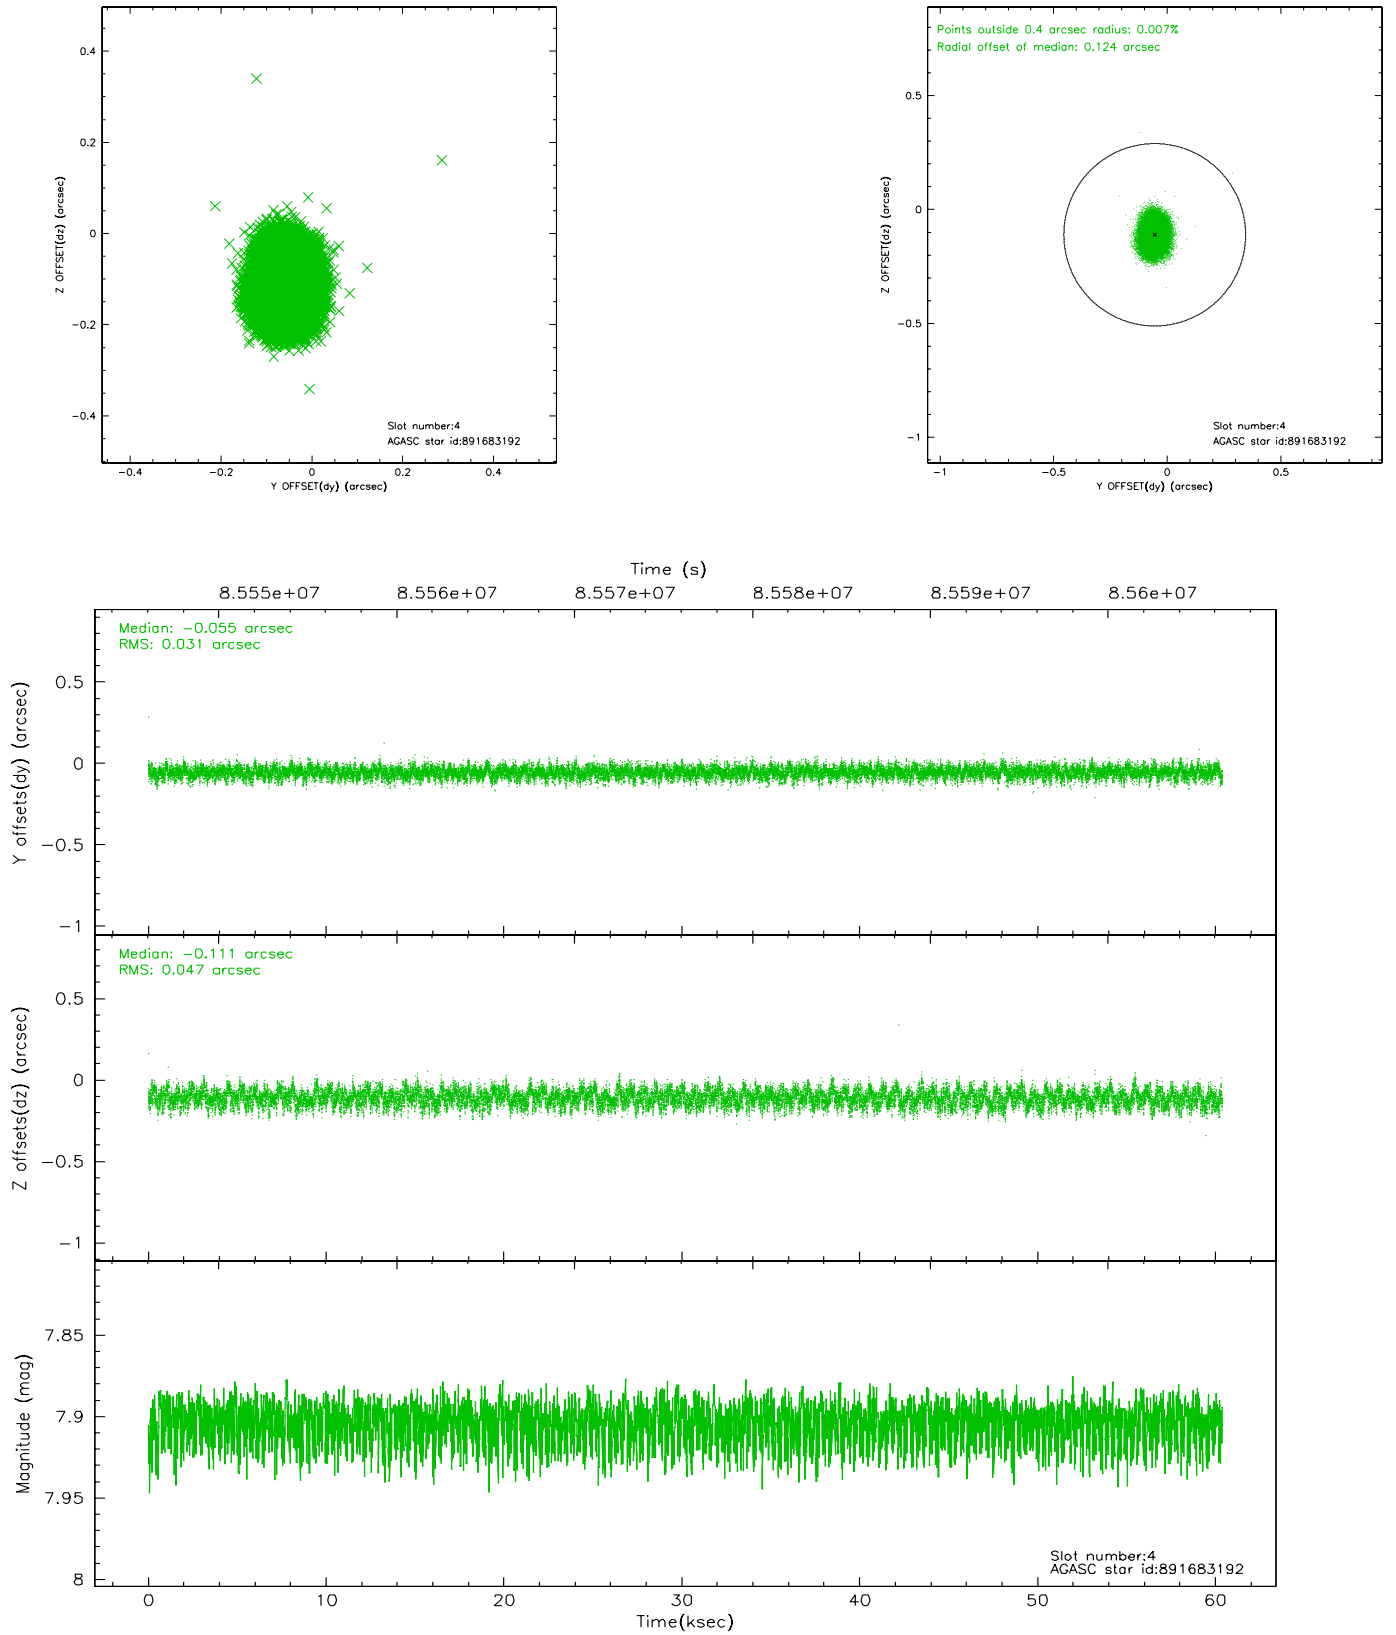 0.4
0.2
0
−0.2
−0.4
Z OFFSET(dz) (arcsec)
Slot number:4
AGASC star id:891683192
−0.4 −0.2 0 0.2 0.4
Y OFFSET(dy) (arcsec)
Points outside 0.4 arcsec radius: 0.007%
Radial offset of median: 0.124 arcsec
0.5
0
−0.5
−1
Z OFFSET(dz) (arcsec)
Slot number:4
AGASC star id:891683192
−1 −0.5 0 0.5
Y OFFSET(dy) (arcsec)
Time (s)
8.555e+07 8.556e+07 8.557e+07 8.558e+07 8.559e+07 8.56e+07
Median: −0.055 arcsec
RMS: 0.031 arcsec
0.5
0
−0.5
−1
Y offsets(dy) (arcsec)
Median: −0.111 arcsec
RMS: 0.047 arcsec
0.5
0
−0.5
−1
Z offsets(dz) (arcsec)
7.85
7.9
7.95
8
Magnitude (mag)
Slot number:4
AGASC star id:891683192
0 10 20 30 40 50 60
Time(ksec)